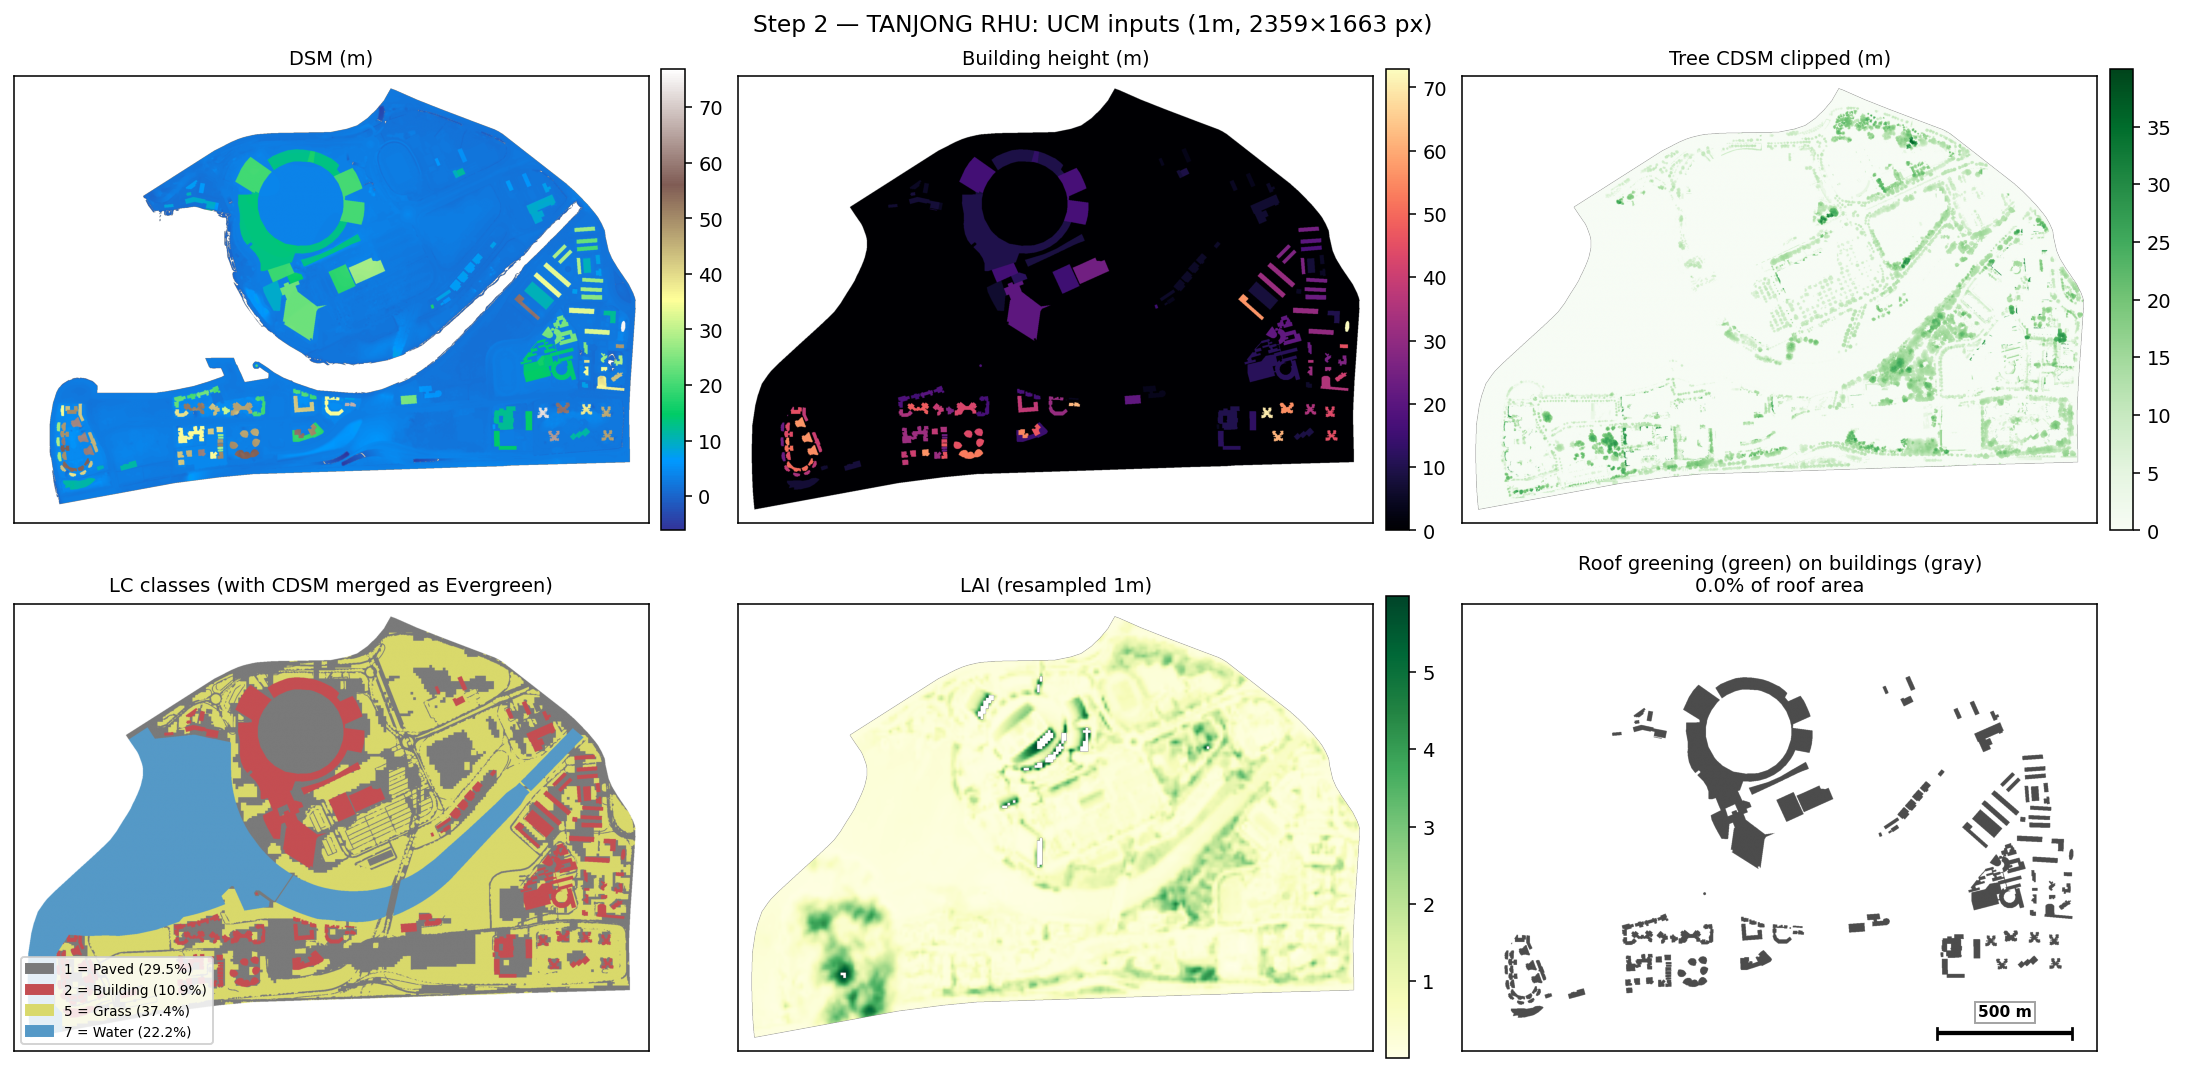 Step 2 — TANJONG RHU: UCM inputs (1m, 2359×1663 px)
DSM (m)
70
60
50
40
30
20
10
0
Building height (m)
70
60
50
40
30
20
10
0
Tree CDSM clipped (m)
35
30
25
20
15
10
5
0
LC classes (with CDSM merged as Evergreen)
1 = Paved (29.5%)
2 = Building (10.9%)
5 = Grass (37.4%)
7 = Water (22.2%)
LAI (resampled 1m)
5
4
3
2
1
Roof greening (green) on buildings (gray)
0.0% of roof area
500 m